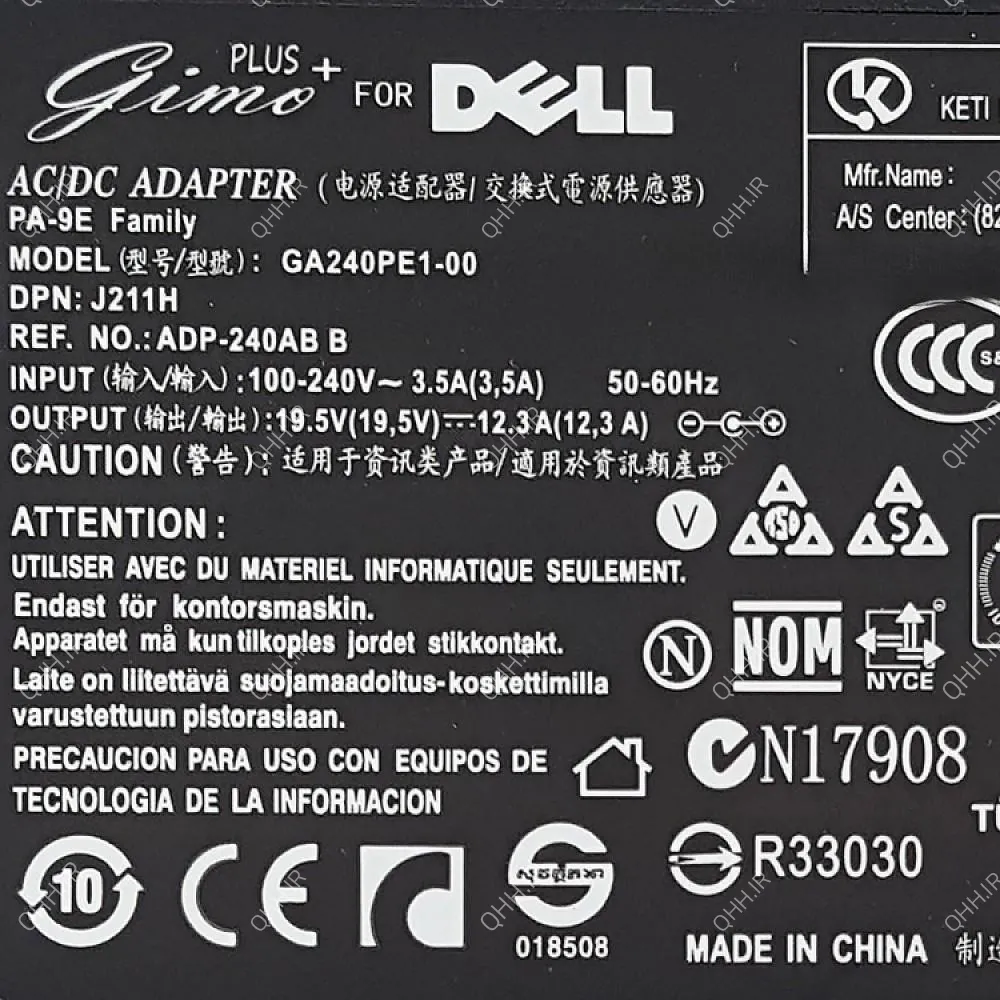 Gimo PLUS + FOR DELL
KETI
Mfr.Name :
A/S Center : (82
AC/DC ADAPTER (电源适配器/交換式電源供應器)
PA-9E Family
MODEL (型号/型號) : GA240PE1-00
DPN: J211H
REF. NO.: ADP-240AB B
INPUT (输入/輸入) :100-240V~ 3.5A(3,5A) 50-60Hz
OUTPUT (输出/輸出) :19.5V(19,5V)⎓12.3A(12,3 A)
CCC S&
CAUTION (警告) : 适用于资讯类产品/適用於資訊類產品
ATTENTION :
V
S
UTILISER AVEC DU MATERIEL INFORMATIQUE SEULEMENT.
Endast för kontorsmaskin.
Apparatet må kun tilkoples jordet stikkontakt.
N NOM
NYCE
Laite on liitettävä suojamaadoitus-koskettimilla
varustettuun pistorasiaan.
PRECAUCION PARA USO CON EQUIPOS DE
TECNOLOGIA DE LA INFORMACION
N17908
10 CE
R33030
018508
MADE IN CHINA 制造
QHH.IR